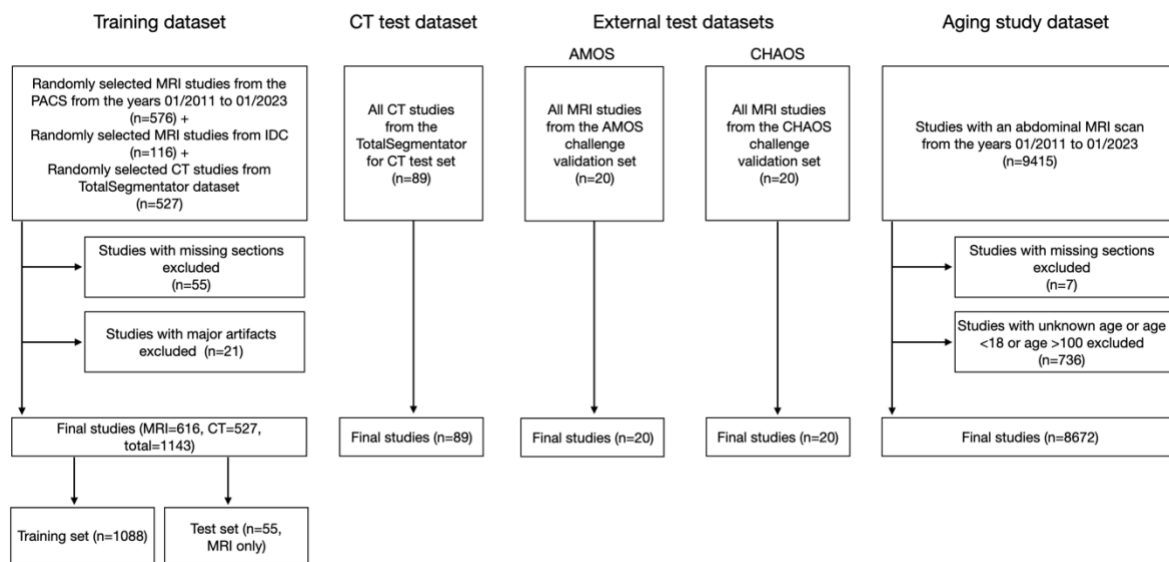 Training dataset
CT test dataset
External test datasets
Aging study dataset
AMOS
CHAOS
Randomly selected MRI studies from the
PACS from the years 01/2011 to 01/2023
(n=576) +
Randomly selected MRI studies from IDC
(n=116) +
Randomly selected CT studies from
TotalSegmentator dataset
(n=527)
All CT studies
from the
TotalSegmentator
for CT test set
(n=89)
All MRI studies
from the AMOS
challenge
validation set
(n=20)
All MRI studies
from the CHAOS
challenge
validation set
(n=20)
Studies with an abdominal MRI scan
from the years 01/2011 to 01/2023
(n=9415)
Studies with missing sections
excluded
(n=55)
Studies with major artifacts
excluded (n=21)
Studies with missing sections
excluded
(n=7)
Studies with unknown age or age
<18 or age >100 excluded
(n=736)
Final studies (MRI=616, CT=527,
total=1143)
Final studies (n=89)
Final studies (n=20)
Final studies (n=20)
Final studies (n=8672)
Training set (n=1088)
Test set (n=55,
MRI only)